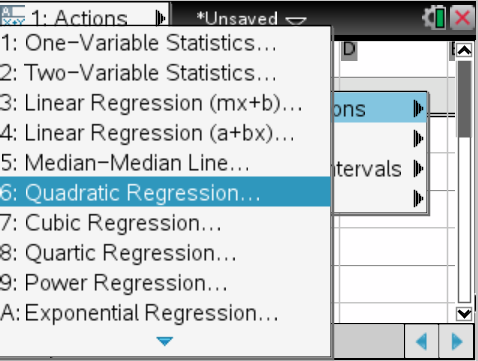 1: Actions
*Unsaved
D
1: One-Variable Statistics...
2: Two-Variable Statistics...
3: Linear Regression (mx+b)...
ons
4: Linear Regression (a+bx)...
5: Median-Median Line...
tervals
6: Quadratic Regression...
7: Cubic Regression...
8: Quartic Regression...
9: Power Regression...
A: Exponential Regression...